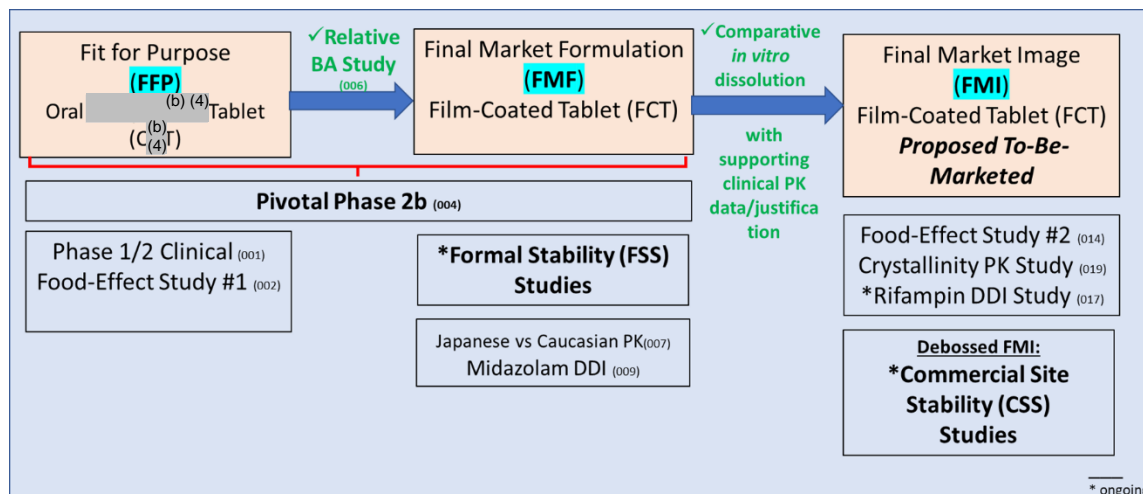 Fit for Purpose
(FFP)
Oral (b) (4) Tablet
(C(b) (4)T)
✓Relative
BA Study
(006)
Final Market Formulation
(FMF)
Film-Coated Tablet (FCT)
✓Comparative
in vitro
dissolution
with
supporting
clinical PK
data/justifica
tion
Final Market Image
(FMI)
Film-Coated Tablet (FCT)
Proposed To-Be-
Marketed
Pivotal Phase 2b (004)
Phase 1/2 Clinical (001)
Food-Effect Study #1 (002)
*Formal Stability (FSS)
Studies
Japanese vs Caucasian PK(007)
Midazolam DDI (009)
Food-Effect Study #2 (014)
Crystallinity PK Study (019)
*Rifampin DDI Study (017)
Debossed FMI:
*Commercial Site
Stability (CSS)
Studies
* ongoin